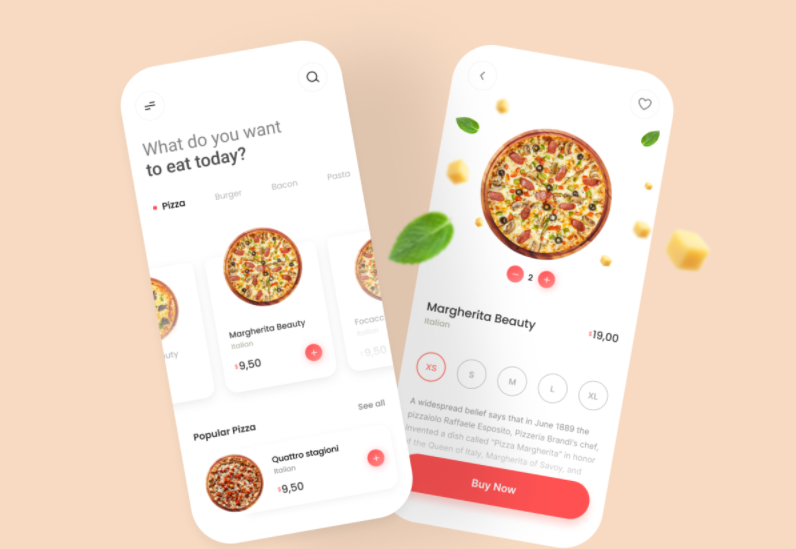 What do you want
to eat today?
Pizza
Burger
Bacon
Pasta
uty
Margherita Beauty
Italian
$9,50
+
Focacc
Italian
9,50
Popular Pizza
See all
Quattro stagioni
Italian
$9,50
+
− 2 +
Margherita Beauty
Italian
$19,00
XS
S
M
L
XL
A widespread belief says that in June 1889 the
pizzaiolo Raffaele Esposito, Pizzeria Brandi's chef,
invented a dish called "Pizza Margherita" in honor
of the Queen of Italy, Margherita of Savoy, and
Buy Now